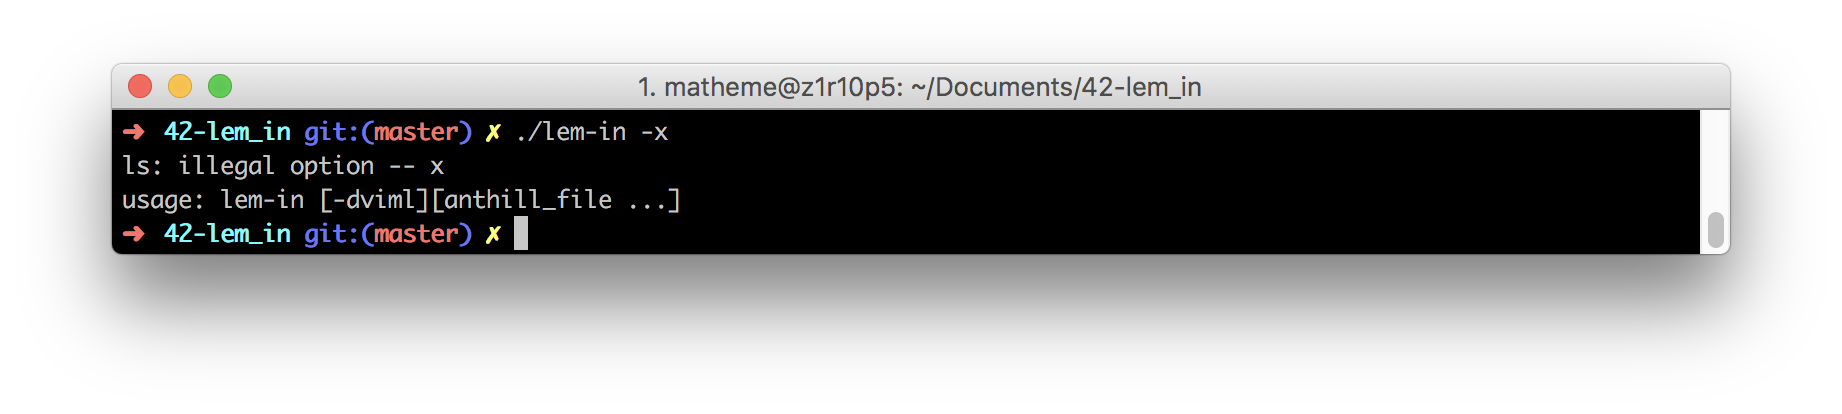 1. matheme@z1r10p5: ~/Documents/42-lem_in
➜ 42-lem_in git:(master) ✗ ./lem-in -x
ls: illegal option -- x
usage: lem-in [-dviml][anthill_file ...]
➜ 42-lem_in git:(master) ✗